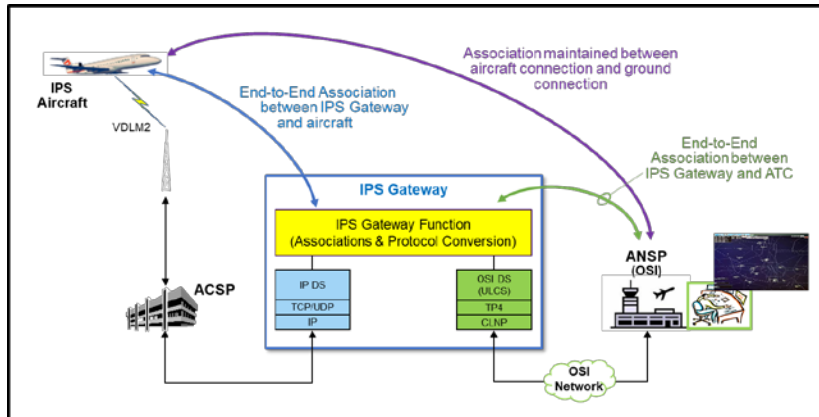 IPS
Aircraft
VDLM2
End-to-End Association
between IPS Gateway
and aircraft
Association maintained between
aircraft connection and ground
connection
End-to-End
Association between
IPS Gateway and ATC
IPS Gateway
IPS Gateway Function
(Associations & Protocol Conversion)
IP DS
TCP/UDP
IP
OSI DS
(ULCS)
TP4
CLNP
ACSP
ANSP
(OSI)
OSI
Network